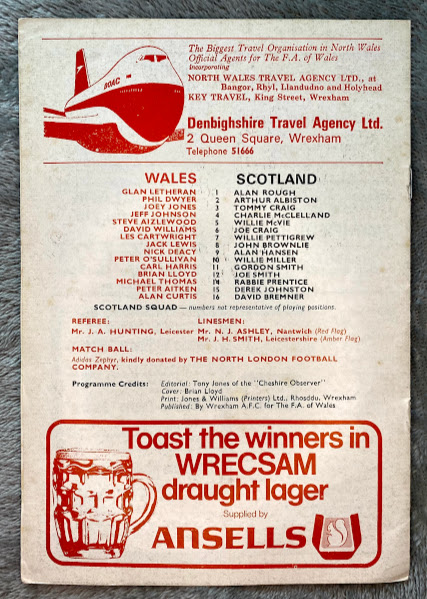 The Biggest Travel Organisation in North Wales
Official Agents for The F.A. of Wales
Incorporating
NORTH WALES TRAVEL AGENCY LTD., at
Bangor, Rhyl, Llandudno and Holyhead
KEY TRAVEL, King Street, Wrexham
BOAC
Denbighshire Travel Agency Ltd.
2 Queen Square, Wrexham
Telephone 51666
WALES SCOTLAND
GLAN LETHERAN 1 ALAN ROUGH
PHIL DWYER 2 ARTHUR ALBISTON
JOEY JONES 3 TOMMY CRAIG
JEFF JOHNSON 4 CHARLIE McCLELLAND
STEVE AIZLEWOOD 5 WILLIE McVIE
DAVID WILLIAMS 6 JOE CRAIG
LES CARTWRIGHT 7 WILLIE PETTIGREW
JACK LEWIS 8 JOHN BROWNLIE
NICK DEACY 9 ALAN HANSEN
PETER O'SULLIVAN 10 WILLIE MILLER
CARL HARRIS 11 GORDON SMITH
BRIAN LLOYD 12 JOE SMITH
MICHAEL THOMAS 14 RABBIE PRENTICE
PETER AITKEN 15 DEREK JOHNSTON
ALAN CURTIS 16 DAVID BREMNER
SCOTLAND SQUAD — numbers not representative of playing positions.
REFEREE: LINESMEN:
Mr. J. A. HUNTING, Leicester Mr. N. J. ASHLEY, Nantwich (Red Flag)
Mr. J. H. SMITH, Leicestershire (Amber Flag)
MATCH BALL:
Adidas Zephyr, kindly donated by THE NORTH LONDON FOOTBALL
COMPANY.
Programme Credits: Editorial: Tony Jones of the "Cheshire Observer"
Cover: Brian Lloyd
Print: Jones & Williams (Printers) Ltd., Rhosddu, Wrexham
Published: By Wrexham A.F.C. for The F.A. of Wales
Toast the winners in
WRECSAM
draught lager
Supplied by
ANSELLS